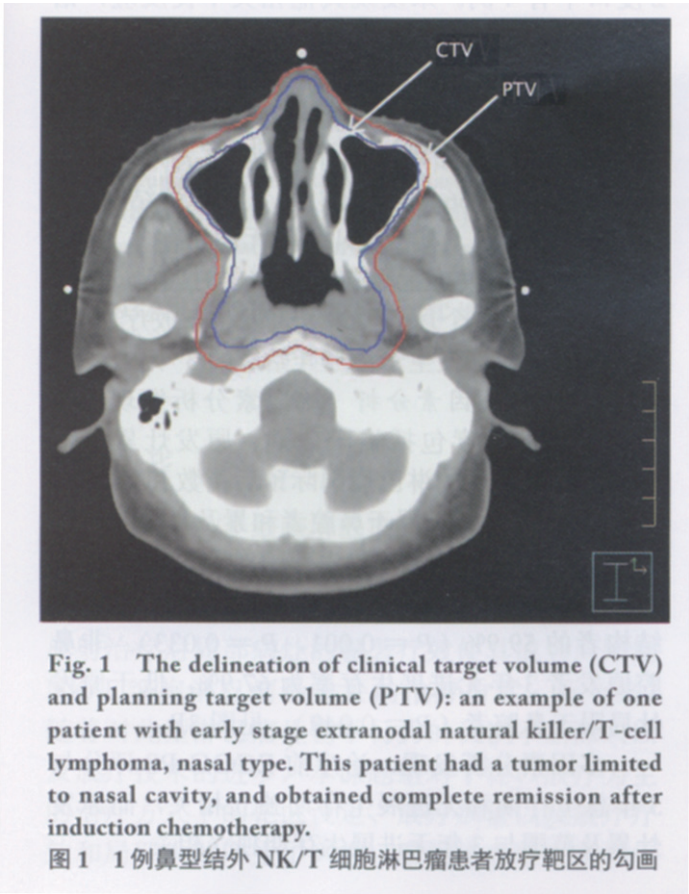 CTV
PTV
Fig. 1 The delineation of clinical target volume (CTV)
and planning target volume (PTV): an example of one
patient with early stage extranodal natural killer/T-cell
lymphoma, nasal type. This patient had a tumor limited
to nasal cavity, and obtained complete remission after
induction chemotherapy.
图 1 1 例鼻型结外 NK/T 细胞淋巴瘤患者放疗靶区的勾画